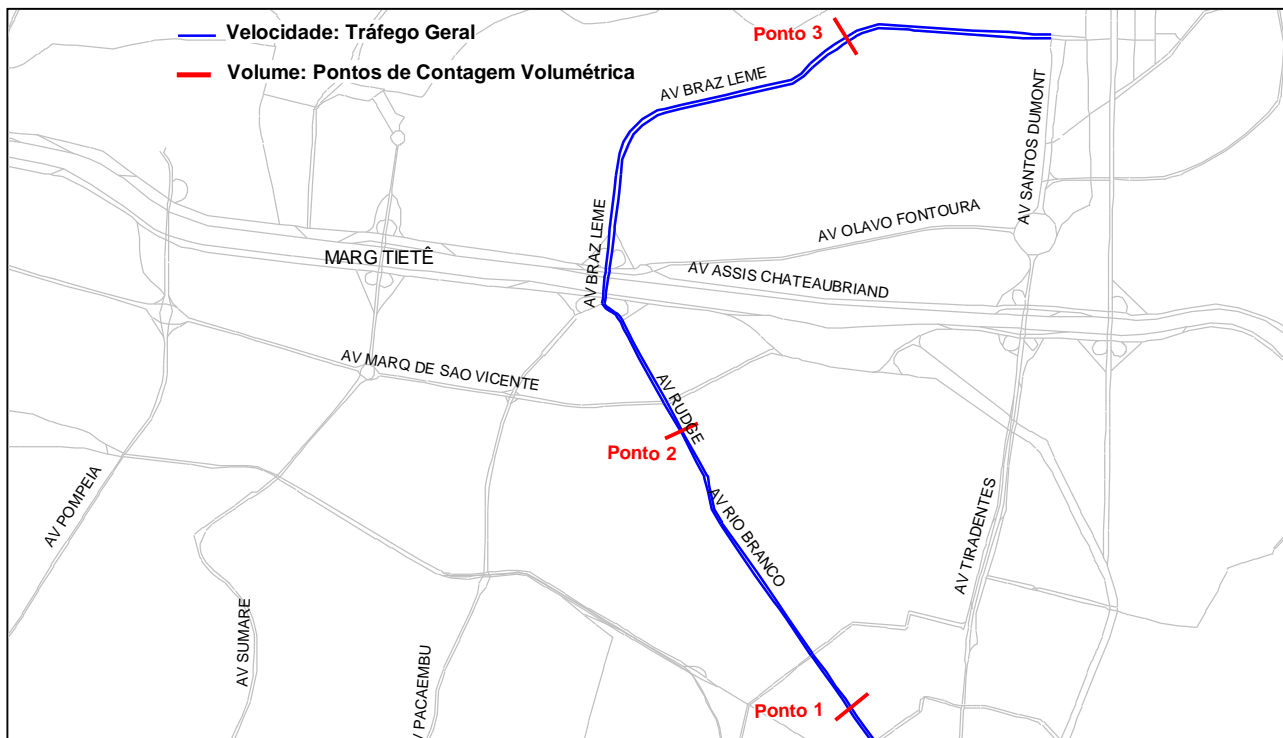 Velocidade: Tráfego Geral
Ponto 3
Volume: Pontos de Contagem Volumétrica
AV BRAZ LEME
AV SANTOS DUMONT
AV OLAVO FONTOURA
AV BRAZ LEME
MARG TIETÊ
AV ASSIS CHATEAUBRIAND
AV MARQ DE SAO VICENTE
AV RUDGE
Ponto 2
AV POMPEIA
AV RIO BRANCO
AV TIRADENTES
AV SUMARE
V PACAEMBU
Ponto 1